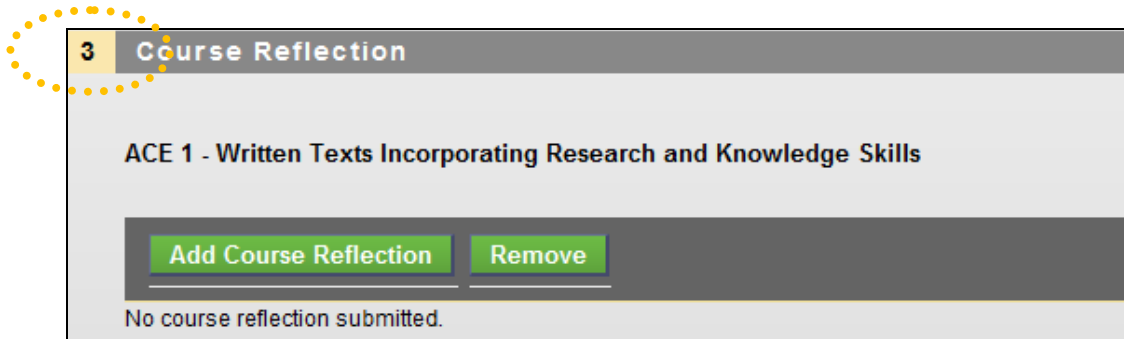 3 Course Reflection
ACE 1 - Written Texts Incorporating Research and Knowledge Skills
Add Course Reflection Remove
No course reflection submitted.